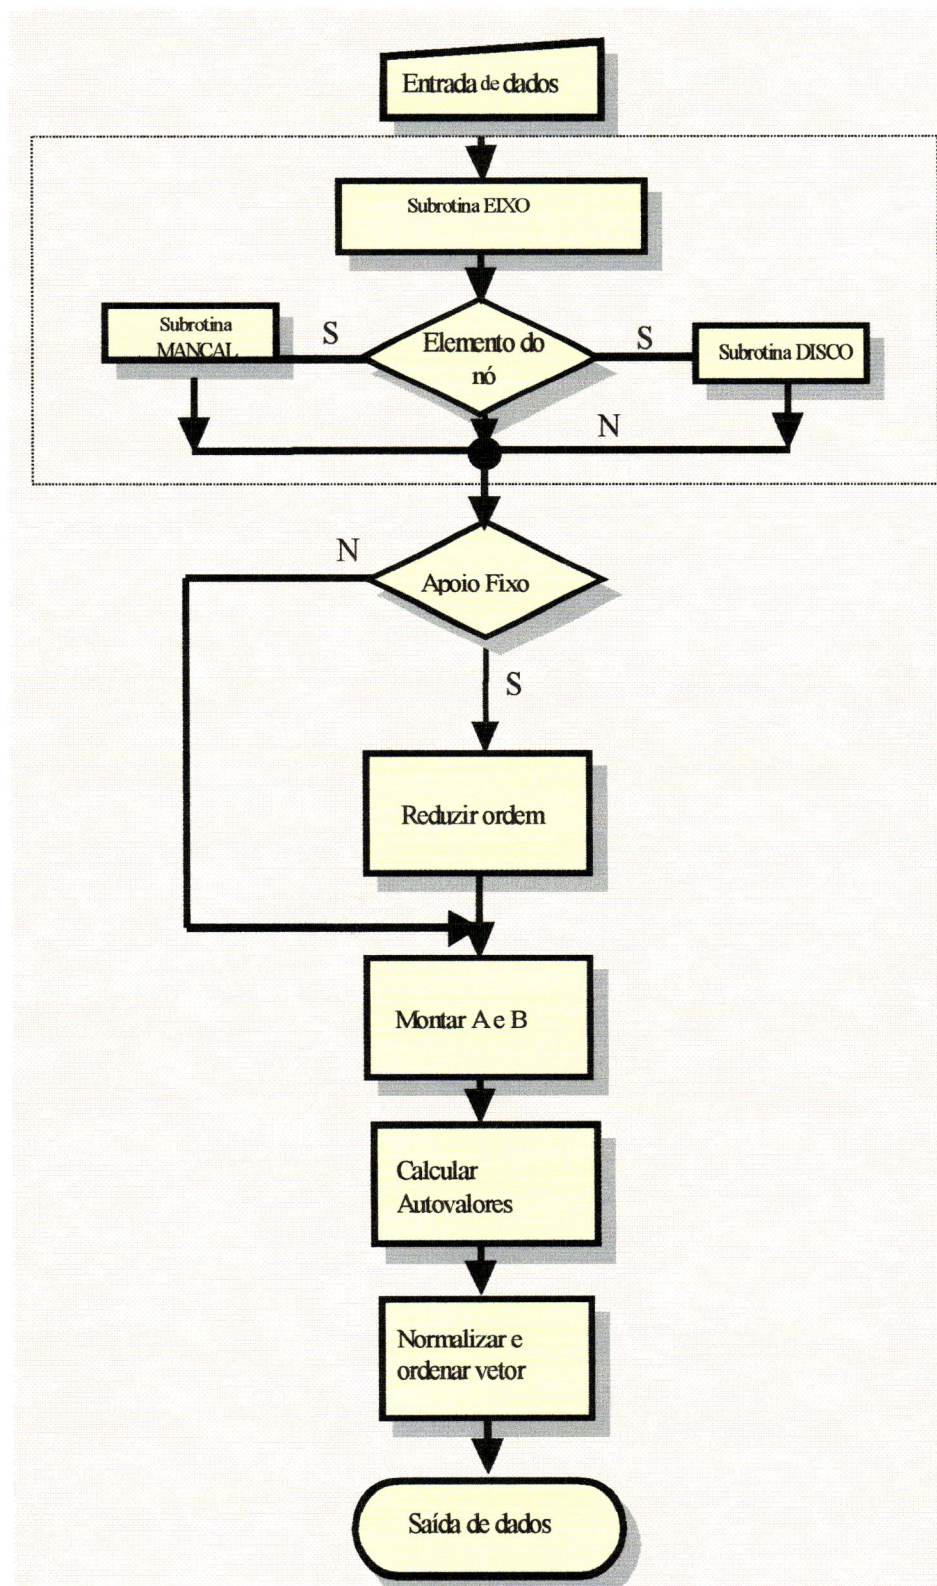 Entrada de dados
Subrotina EIXO
Subrotina
MANCAL
S
Elemento do
nó
S
Subrotina DISCO
N
N
Apoio Fixo
S
Reduzir ordem
Montar A e B
Calcular
Autovalores
Normalizar e
ordenar vetor
Saída de dados